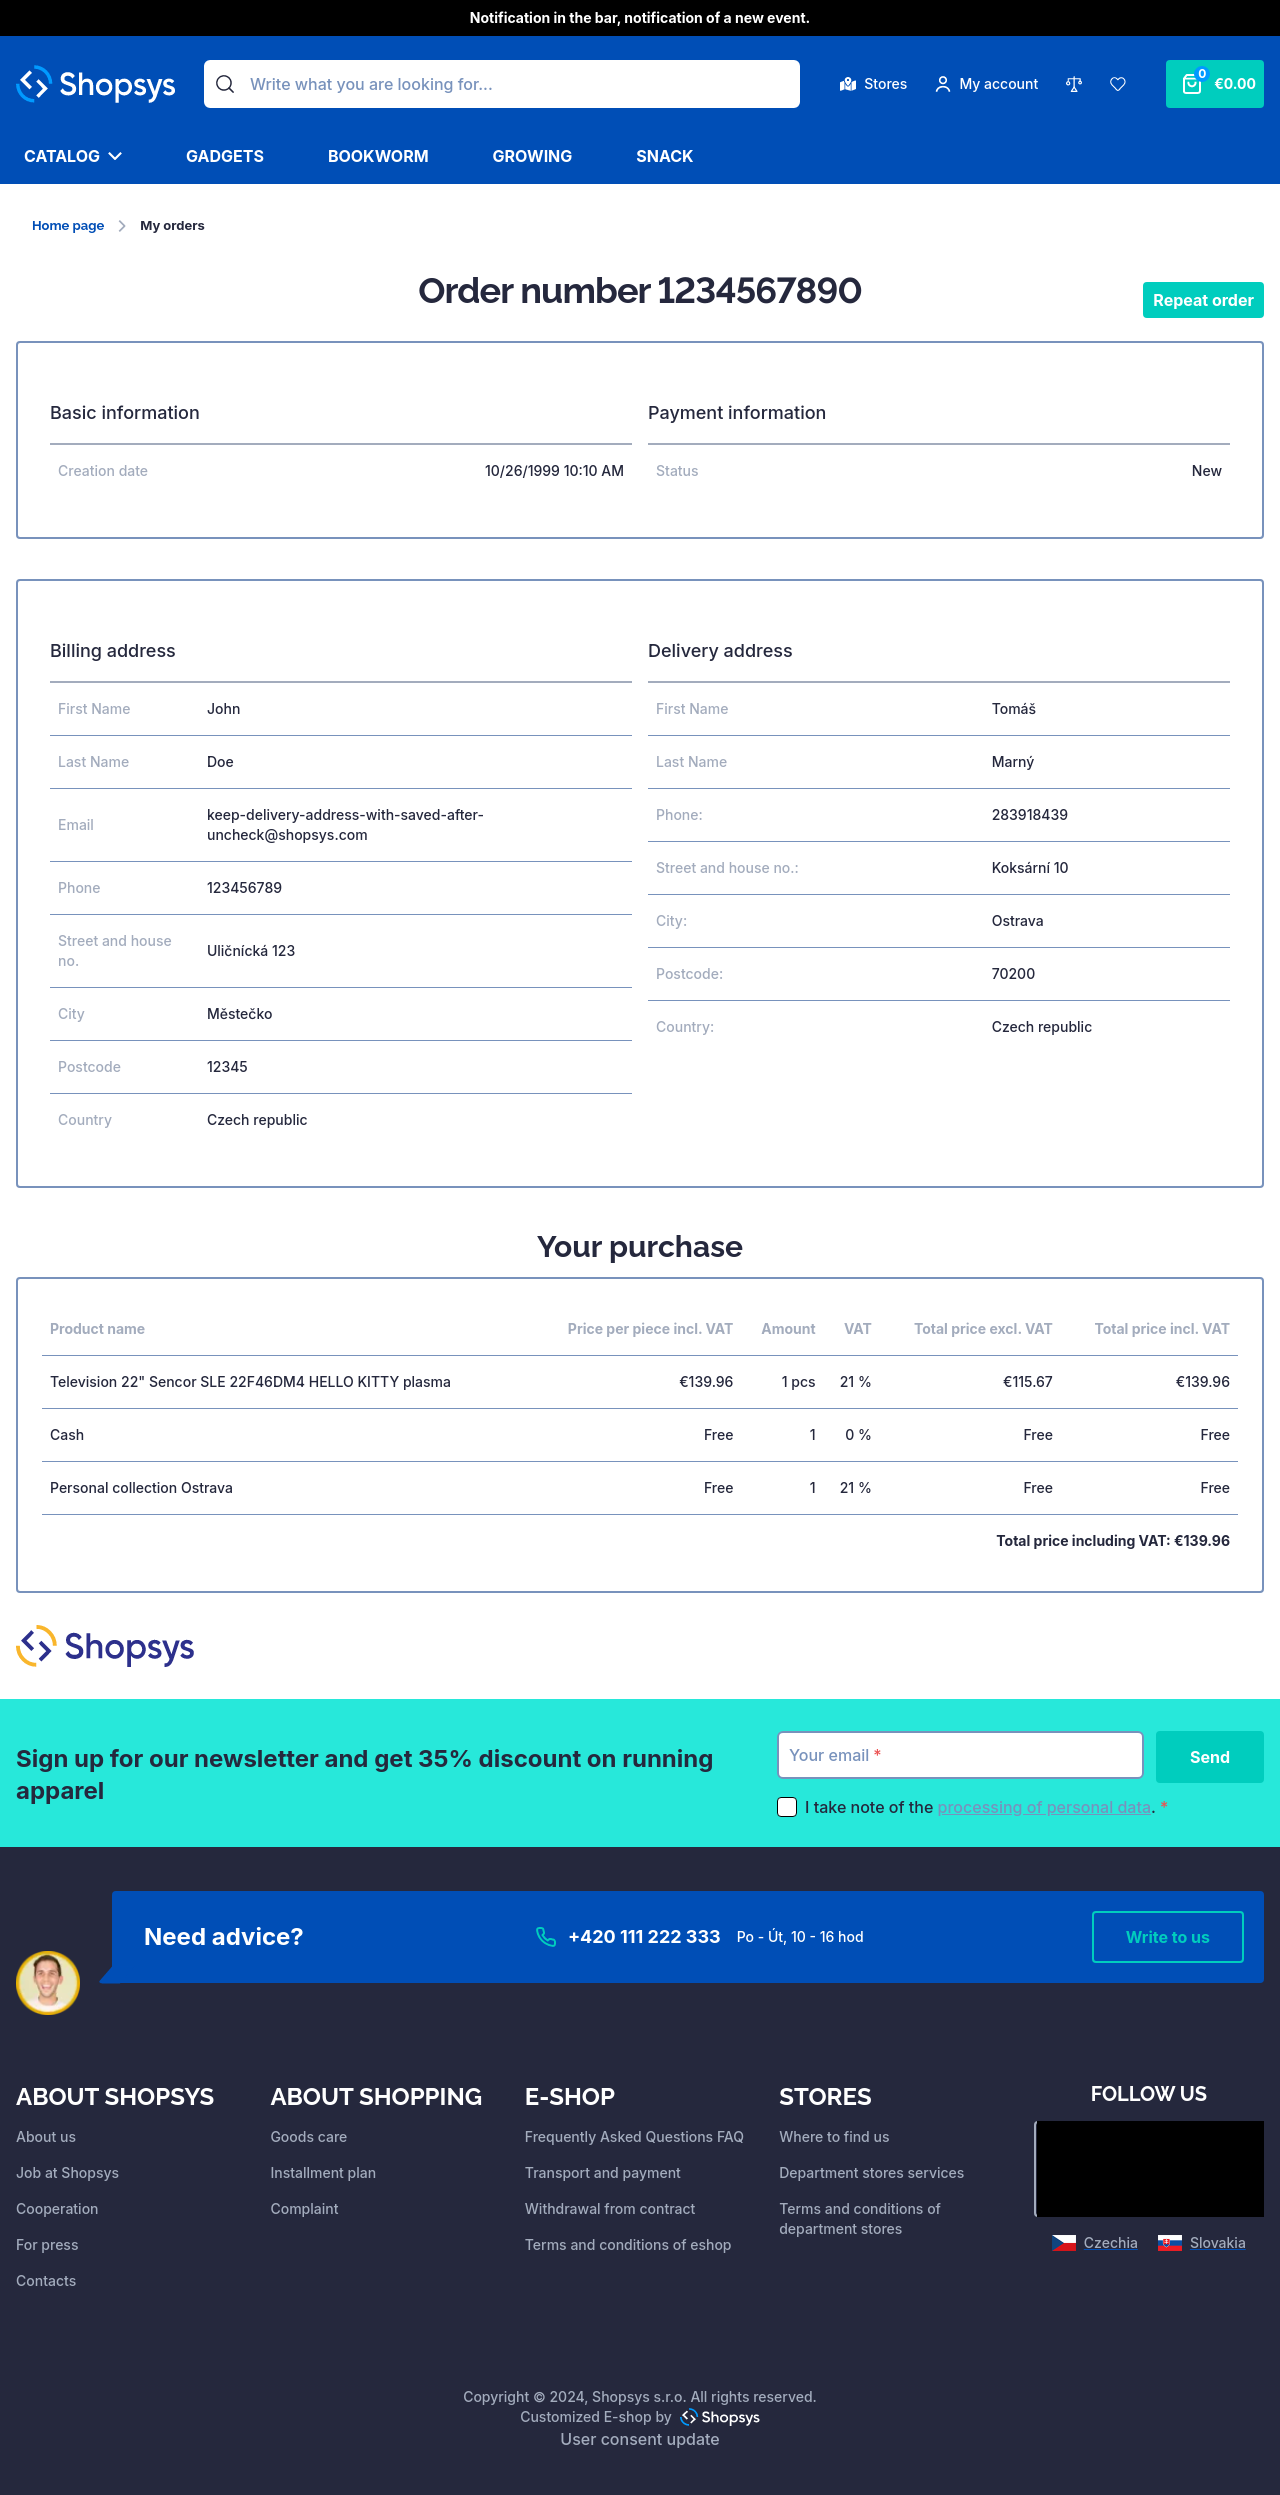 Notification in the bar, notification of a new event.
Shopsys
Write what you are looking for...
Stores
My account
0
€0.00
CATALOG
GADGETS
BOOKWORM
GROWING
SNACK
Home page
My orders
Order number 1234567890
Repeat order
Basic information
Creation date 10/26/1999 10:10 AM
Payment information
Status New
Billing address
First Name John
Last Name Doe
Email keep-delivery-address-with-saved-after-
uncheck@shopsys.com
Phone 123456789
Street and house
no.
Uličnícká 123
City Městečko
Postcode 12345
Country Czech republic
Delivery address
First Name Tomáš
Last Name Marný
Phone: 283918439
Street and house no.: Koksární 10
City: Ostrava
Postcode: 70200
Country: Czech republic
Your purchase
Product name Price per piece incl. VAT Amount VAT Total price excl. VAT Total price incl. VAT
Television 22" Sencor SLE 22F46DM4 HELLO KITTY plasma €139.96 1 pcs 21 % €115.67 €139.96
Cash Free 1 0 % Free Free
Personal collection Ostrava Free 1 21 % Free Free
Total price including VAT: €139.96
Shopsys
Sign up for our newsletter and get 35% discount on running
apparel
Your email *
Send
I take note of the processing of personal data. *
Need advice?
+420 111 222 333
Po - Út, 10 - 16 hod
Write to us
ABOUT SHOPSYS
About us
Job at Shopsys
Cooperation
For press
Contacts
ABOUT SHOPPING
Goods care
Installment plan
Complaint
E-SHOP
Frequently Asked Questions FAQ
Transport and payment
Withdrawal from contract
Terms and conditions of eshop
STORES
Where to find us
Department stores services
Terms and conditions of
department stores
FOLLOW US
Czechia
Slovakia
Copyright © 2024, Shopsys s.r.o. All rights reserved.
Customized E-shop by Shopsys
User consent update